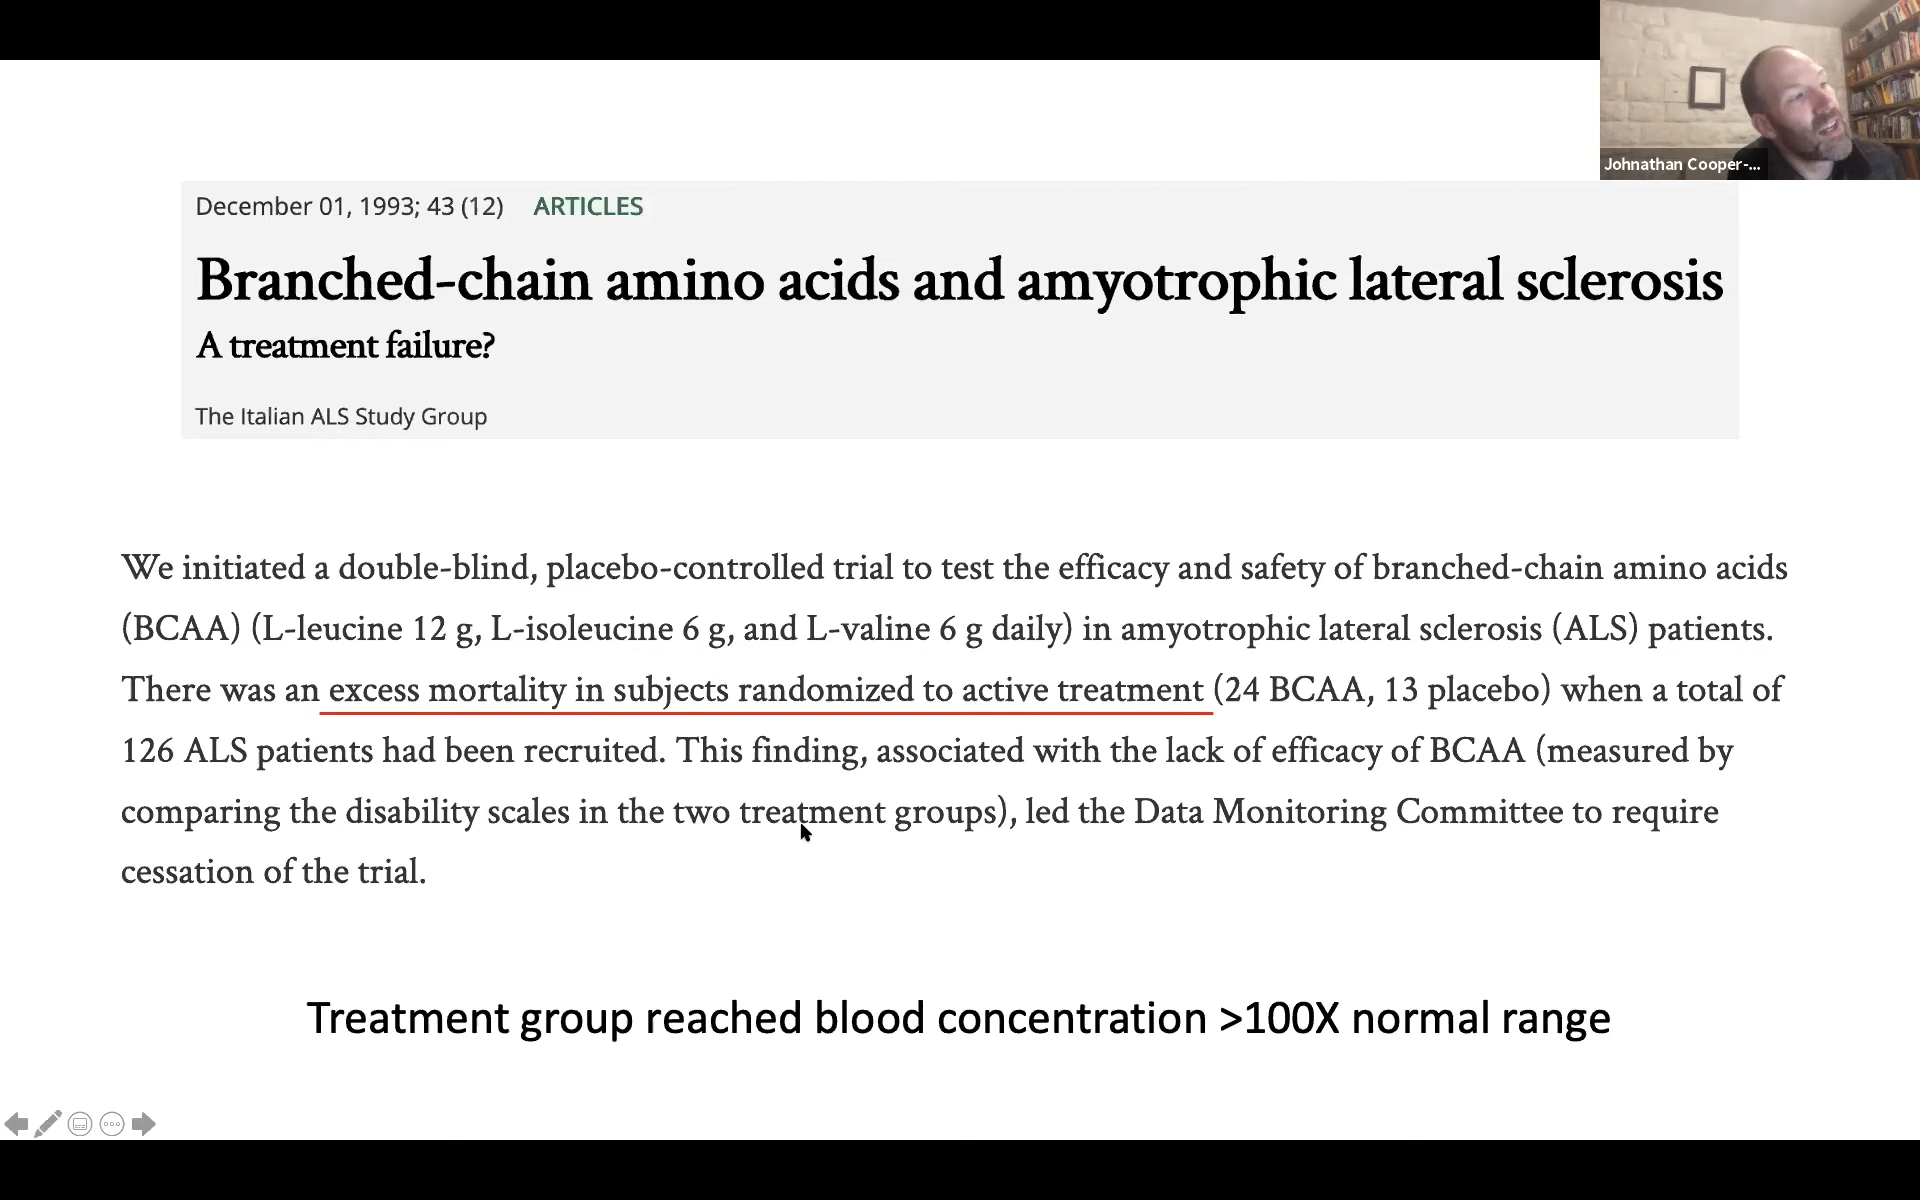 Johnathan Cooper-...
December 01, 1993; 43 (12) ARTICLES
Branched-chain amino acids and amyotrophic lateral sclerosis
A treatment failure?
The Italian ALS Study Group
We initiated a double-blind, placebo-controlled trial to test the efficacy and safety of branched-chain amino acids
(BCAA) (L-leucine 12 g, L-isoleucine 6 g, and L-valine 6 g daily) in amyotrophic lateral sclerosis (ALS) patients.
There was an excess mortality in subjects randomized to active treatment (24 BCAA, 13 placebo) when a total of
126 ALS patients had been recruited. This finding, associated with the lack of efficacy of BCAA (measured by
comparing the disability scales in the two treatment groups), led the Data Monitoring Committee to require
cessation of the trial.
Treatment group reached blood concentration >100X normal range